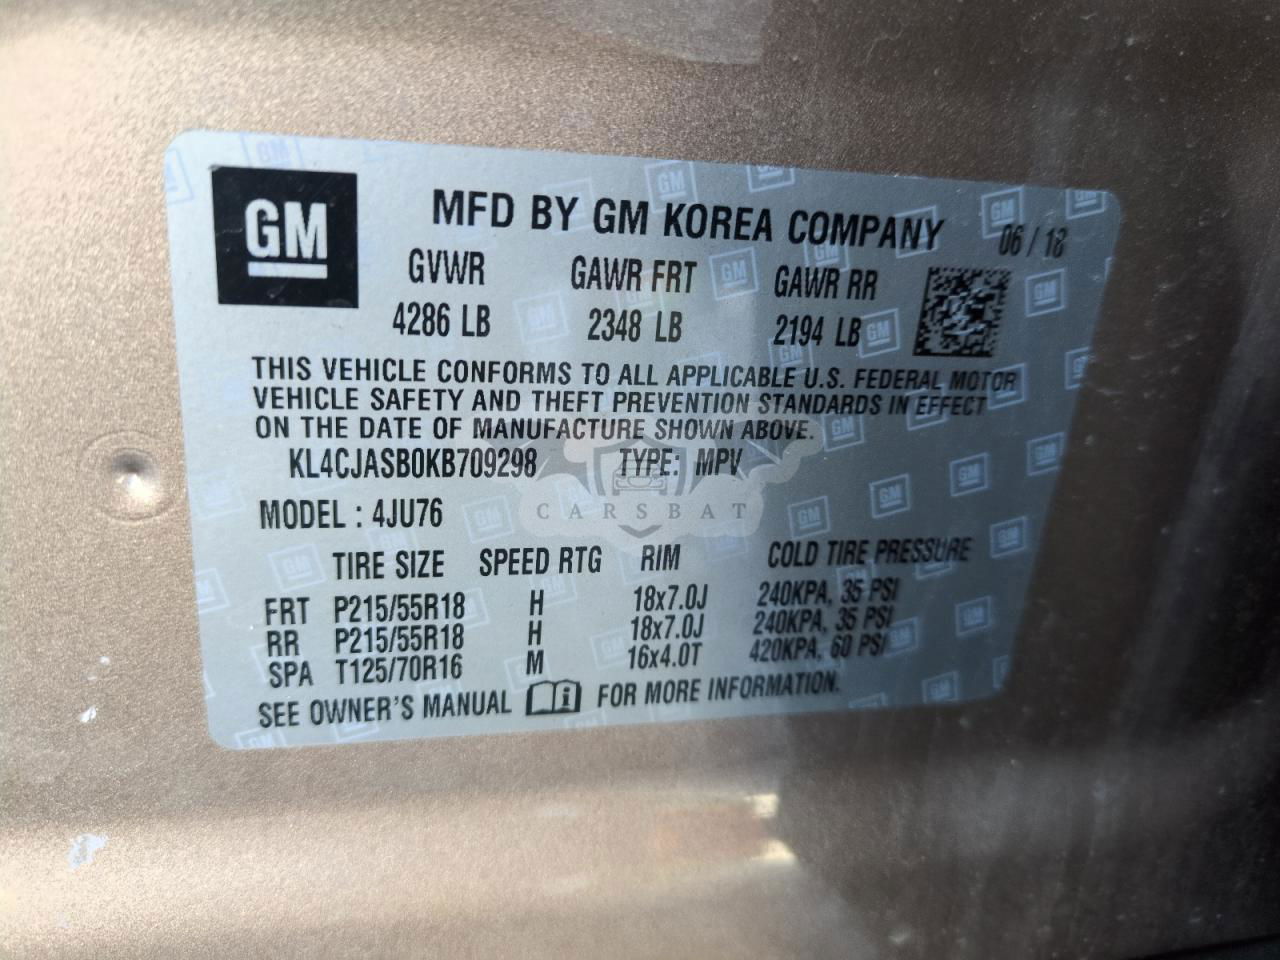 GM
MFD BY GM KOREA COMPANY
06 / 18
GVWR GAWR FRT GAWR RR
4286 LB 2348 LB 2194 LB
THIS VEHICLE CONFORMS TO ALL APPLICABLE U.S. FEDERAL MOTOR
VEHICLE SAFETY AND THEFT PREVENTION STANDARDS IN EFFECT
ON THE DATE OF MANUFACTURE SHOWN ABOVE.
KL4CJASB0KB709298 TYPE: MPV
CARSBAT
MODEL : 4JU76
TIRE SIZE SPEED RTG RIM COLD TIRE PRESSURE
FRT P215/55R18 H 18x7.0J 240KPA, 35 PSI
RR P215/55R18 H 18x7.0J 240KPA, 35 PSI
SPA T125/70R16 M 16x4.0T 420KPA, 60 PSI
SEE OWNER'S MANUAL FOR MORE INFORMATION.